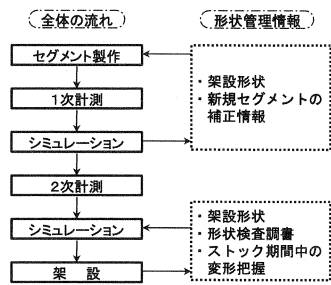 全体の流れ
形状管理情報
セグメント製作
1次計測
シミュレーション
2次計測
シミュレーション
架 設
・架設形状
・新規セグメントの
補正情報
・架設形状
・形状検査調書
・ストック期間中の
変形把握